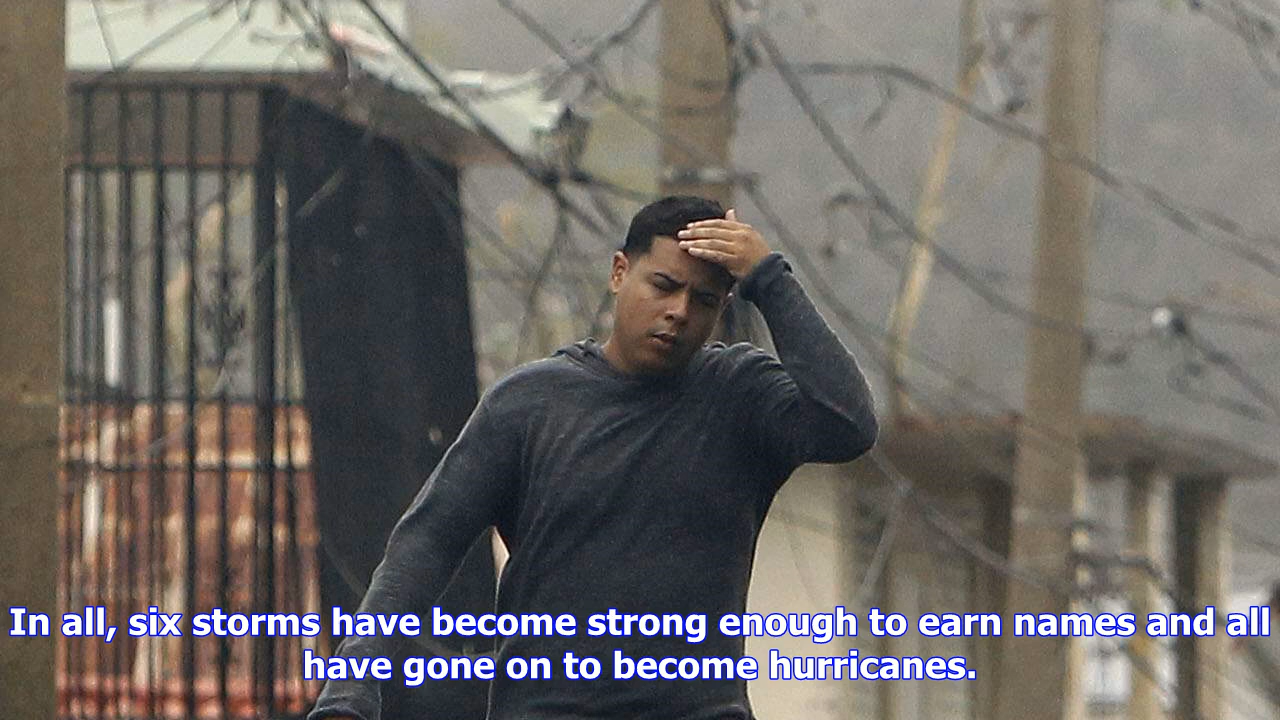 In all, six storms have become strong enough to earn names and all
have gone on to become hurricanes.